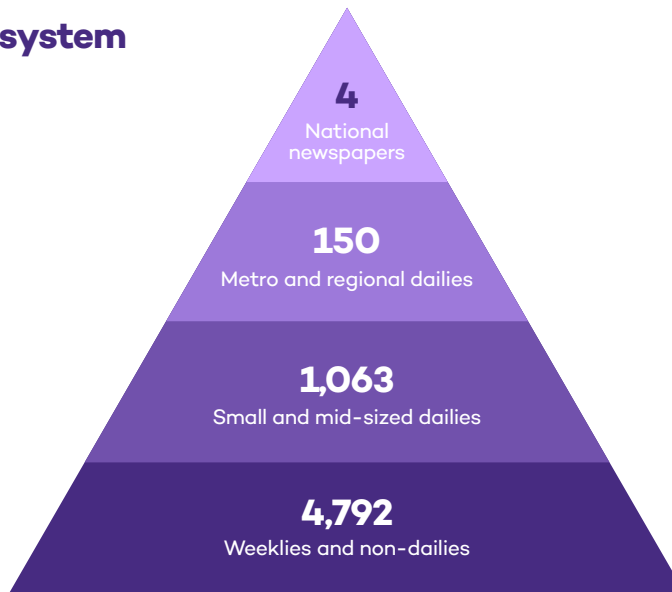 system
4
National
newspapers
150
Metro and regional dailies
1,063
Small and mid-sized dailies
4,792
Weeklies and non-dailies